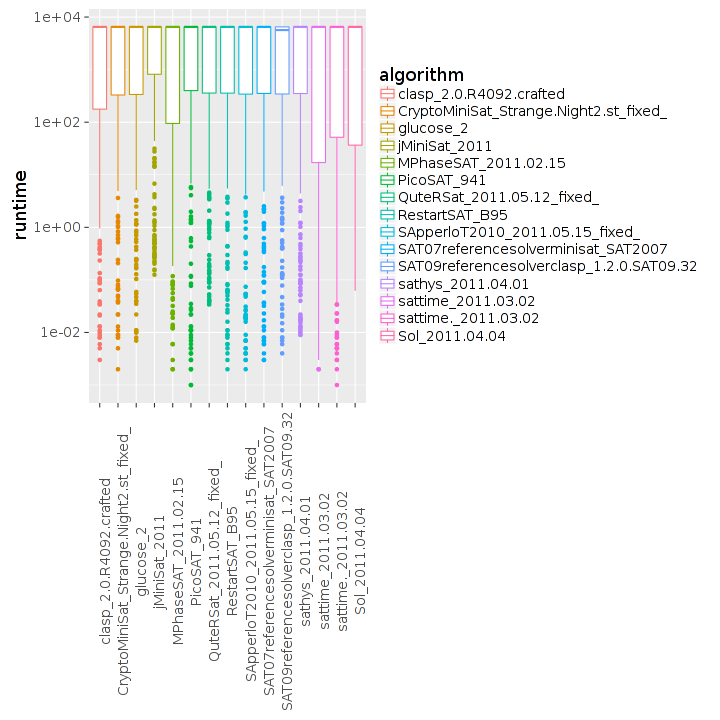 1e+04
1e+02
1e+00
1e-02
runtime
clasp_2.0.R4092.crafted
CryptoMiniSat_Strange.Night2.st_fixed_
glucose_2
jMiniSat_2011
MPhaseSAT_2011.02.15
PicoSAT_941
QuteRSat_2011.05.12_fixed_
RestartSAT_B95
SApperloT2010_2011.05.15_fixed_
SAT07referencesolverminisat_SAT2007
SAT09referencesolverclasp_1.2.0.SAT09.32
sathys_2011.04.01
sattime_2011.03.02
sattime._2011.03.02
Sol_2011.04.04
algorithm
clasp_2.0.R4092.crafted
CryptoMiniSat_Strange.Night2.st_fixed_
glucose_2
jMiniSat_2011
MPhaseSAT_2011.02.15
PicoSAT_941
QuteRSat_2011.05.12_fixed_
RestartSAT_B95
SApperloT2010_2011.05.15_fixed_
SAT07referencesolverminisat_SAT2007
SAT09referencesolverclasp_1.2.0.SAT09.32
sathys_2011.04.01
sattime_2011.03.02
sattime._2011.03.02
Sol_2011.04.04